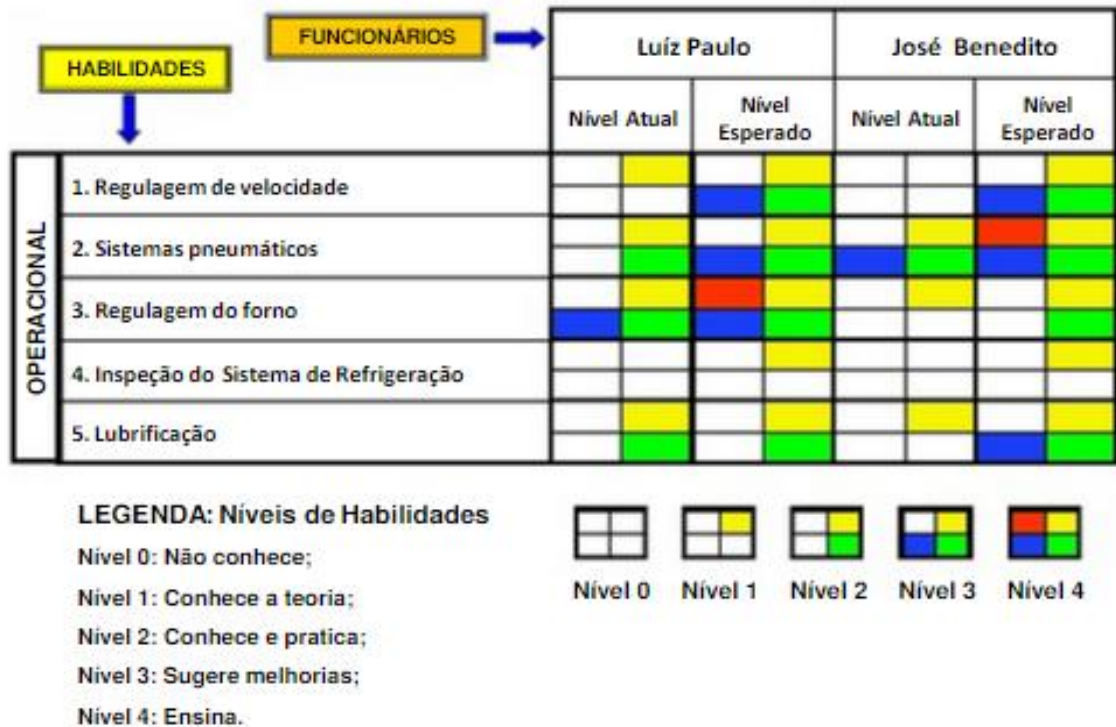 FUNCIONÁRIOS
HABILIDADES
Luíz Paulo
José Benedito
Nível Atual
Nível
Esperado
Nível Atual
Nível
Esperado
OPERACIONAL
1. Regulagem de velocidade
2. Sistemas pneumáticos
3. Regulagem do forno
4. Inspeção do Sistema de Refrigeração
5. Lubrificação
LEGENDA: Níveis de Habilidades
Nível 0: Não conhece;
Nível 1: Conhece a teoria;
Nível 2: Conhece e pratica;
Nível 3: Sugere melhorias;
Nível 4: Ensina.
Nível 0 Nível 1 Nível 2 Nível 3 Nível 4